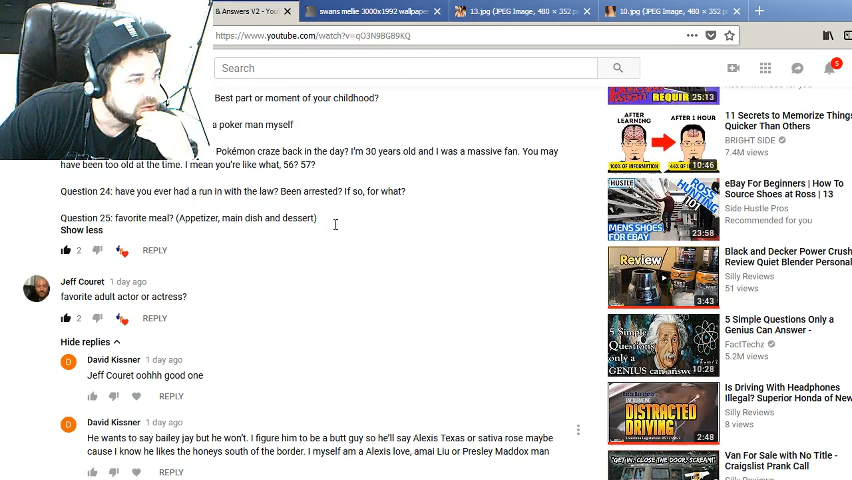 & Answers V2 - You
swans mellie 3000x1992 wallpape
13.jpg (JPEG Image, 480 × 352 p
10.jpg (JPEG Image, 480 × 352 p
https://www.youtube.com/watch?v=qO3N9BG89KQ
Search
5
Best part or moment of your childhood?
a poker man myself
Pokémon craze back in the day? I'm 30 years old and I was a massive fan. You may
have been too old at the time. I mean you're like what, 56? 57?
Question 24: have you ever had a run in with the law? Been arrested? If so, for what?
Question 25: favorite meal? (Appetizer, main dish and dessert)
Show less
2
REPLY
Jeff Couret 1 day ago
favorite adult actor or actress?
2
REPLY
Hide replies
D
David Kissner 1 day ago
Jeff Couret oohhh good one
REPLY
D
David Kissner 1 day ago
He wants to say bailey jay but he won't. I figure him to be a butt guy so he'll say Alexis Texas or sativa rose maybe
cause I know he likes the honeys south of the border. I myself am a Alexis love, amai Liu or Presley Maddox man
REPLY
25:13
AFTER LEARNING
AFTER 1 HOUR
100% OF INFORMATION
10:46
11 Secrets to Memorize Things
Quicker Than Others
BRIGHT SIDE
7.4M views
HUSTLE
ROSS HUNTING 101
MENS SHOES FOR EBAY
23:58
eBay For Beginners | How To
Source Shoes at Ross | 13
Side Hustle Pros
Recommended for you
Review
3:43
Black and Decker Power Crush
Review Quiet Blender Personal
Silly Reviews
51 views
5 Simple Questions only a GENIUS can answer
10:28
5 Simple Questions Only a
Genius Can Answer -
FactTechz
5.2M views
DISTRACTED DRIVING
2:48
Is Driving With Headphones
Illegal? Superior Honda of New
Silly Reviews
8 views
"GET IN, CLOSE THE DOOR, SCREAM!"
Van For Sale with No Title -
Craigslist Prank Call